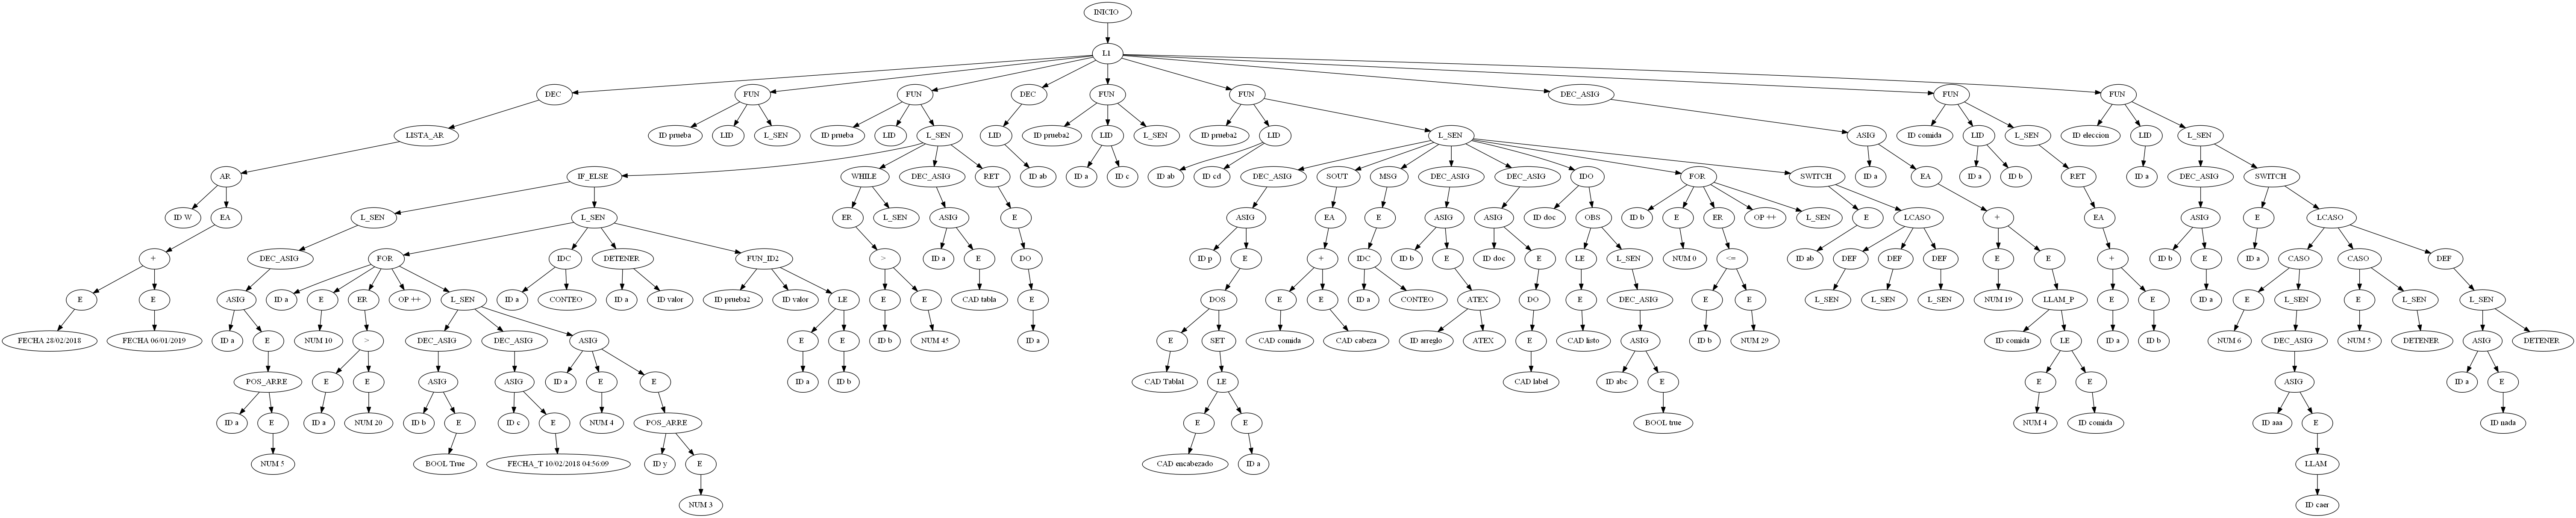 INICIO
L1
DEC FUN FUN DEC FUN FUN DEC_ASIG FUN FUN
LISTA_AR ID prueba LID L_SEN ID prueba LID L_SEN LID ID prueba2 LID L_SEN ID prueba2 LID L_SEN ASIG ID comida LID L_SEN ID eleccion LID L_SEN
AR IF_ELSE WHILE DEC_ASIG RET ID ab ID a ID c ID ab ID cd DEC_ASIG SOUT MSG DEC_ASIG DEC_ASIG IDO FOR SWITCH ID a EA ID a ID b RET ID a DEC_ASIG SWITCH
ID W EA L_SEN L_SEN ER L_SEN ASIG E ASIG EA E ASIG ASIG ID doc OBS ID b E ER OP ++ L_SEN E LCASO + EA ASIG E LCASO
+ DEC_ASIG FOR IDC DETENER FUN_ID2 > ID a E DO ID p E + IDC ID b E ID doc E LE L_SEN NUM 0 <= ID ab DEF DEF DEF E E + ID b E ID a CASO CASO DEF
E E ASIG ID a E ER OP ++ L_SEN ID a CONTEO ID a ID valor ID prueba2 ID valor LE E E CAD tabla E DOS E E ID a CONTEO ATEX DO E DEC_ASIG E E L_SEN L_SEN L_SEN NUM 19 LLAM_P E E ID a E L_SEN E L_SEN L_SEN
FECHA 28/02/2018 FECHA 06/01/2019 ID a E NUM 10 > DEC_ASIG DEC_ASIG ASIG E E ID b NUM 45 ID a E SET CAD comida CAD cabeza ID arreglo ATEX E CAD listo ASIG ID b NUM 29 ID comida LE ID a ID b NUM 6 DEC_ASIG NUM 5 DETENER ASIG DETENER
POS_ARRE E E ASIG ASIG ID a E E ID a ID b CAD Tabla1 LE CAD label ID abc E E E ASIG ID a E
ID a E ID a NUM 20 ID b E ID c E NUM 4 POS_ARRE E E BOOL true NUM 4 ID comida ID aaa E ID nada
NUM 5 BOOL True FECHA_T 10/02/2018 04:56:09 ID y E CAD encabezado ID a LLAM
NUM 3 ID caer